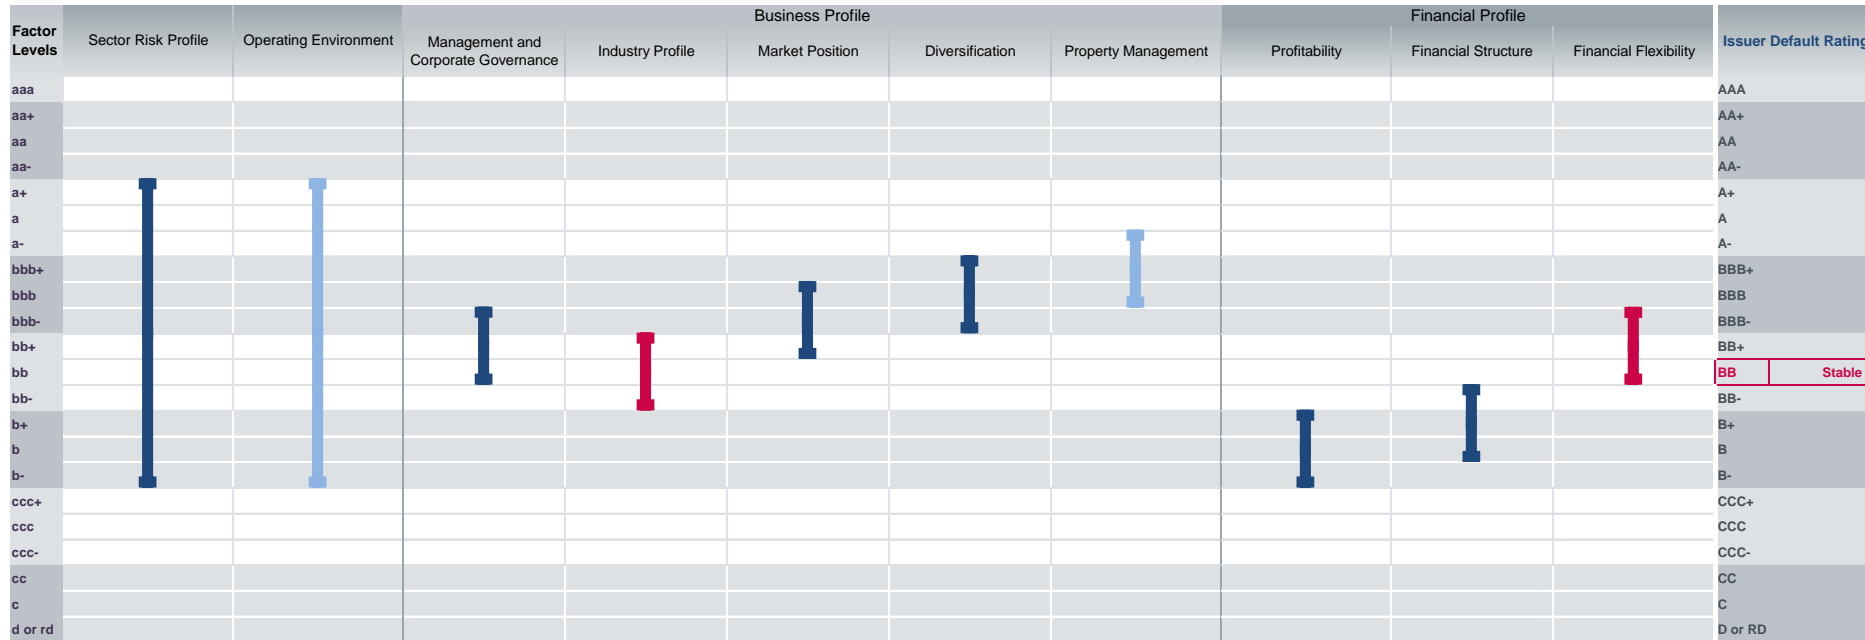 Business Profile
Financial Profile
Factor
Levels
Sector Risk Profile
Operating Environment
Management and
Corporate Governance
Industry Profile
Market Position
Diversification
Property Management
Profitability
Financial Structure
Financial Flexibility
Issuer Default Rating
aaa AAA
aa+ AA+
aa AA
aa- AA-
a+ A+
a A
a- A-
bbb+ BBB+
bbb BBB
bbb- BBB-
bb+ BB+
bb BB Stable
bb- BB-
b+ B+
b B
b- B-
ccc+ CCC+
ccc CCC
ccc- CCC-
cc CC
c C
d or rd D or RD